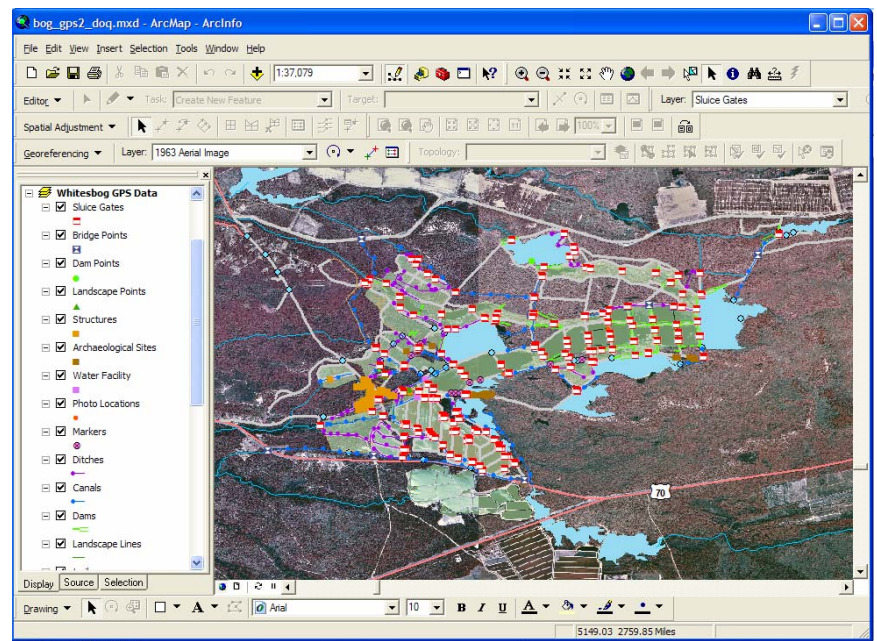 bog_gps2_doq.mxd - ArcMap - ArcInfo
File Edit View Insert Selection Tools Window Help
1:37,079
Editor Task: Create New Feature Target: Layer: Sluice Gates
Spatial Adjustment 100%
Georeferencing Layer: 1963 Aerial Image Topology:
Whitesbog GPS Data
Sluice Gates
Bridge Points
Dam Points
Landscape Points
Structures
Archaeological Sites
Water Facility
Photo Locations
Markers
Ditches
Canals
Dams
Landscape Lines
70
Display Source Selection
Drawing A Arial 10 B I U A
5149.03 2759.85 Miles